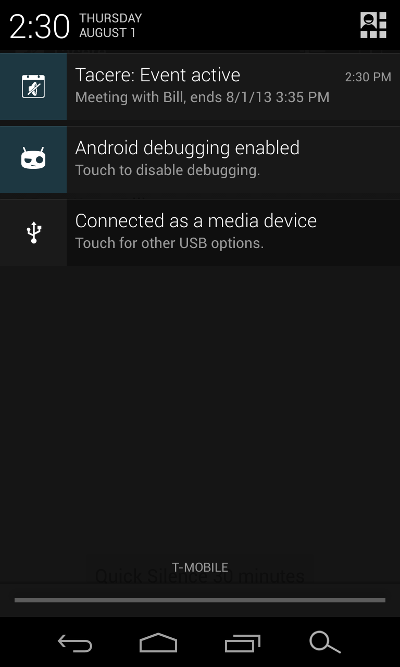 2:30
THURSDAY
AUGUST 1
Tacere: Event active
2:30 PM
Meeting with Bill, ends 8/1/13 3:35 PM
Android debugging enabled
Touch to disable debugging.
Connected as a media device
Touch for other USB options.
T-MOBILE
Quick Silence 30 minutes